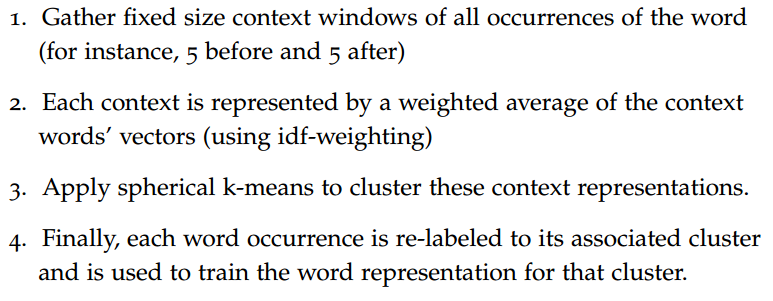 1. Gather fixed size context windows of all occurrences of the word
(for instance, 5 before and 5 after)
2. Each context is represented by a weighted average of the context
words’ vectors (using idf-weighting)
3. Apply spherical k-means to cluster these context representations.
4. Finally, each word occurrence is re-labeled to its associated cluster
and is used to train the word representation for that cluster.